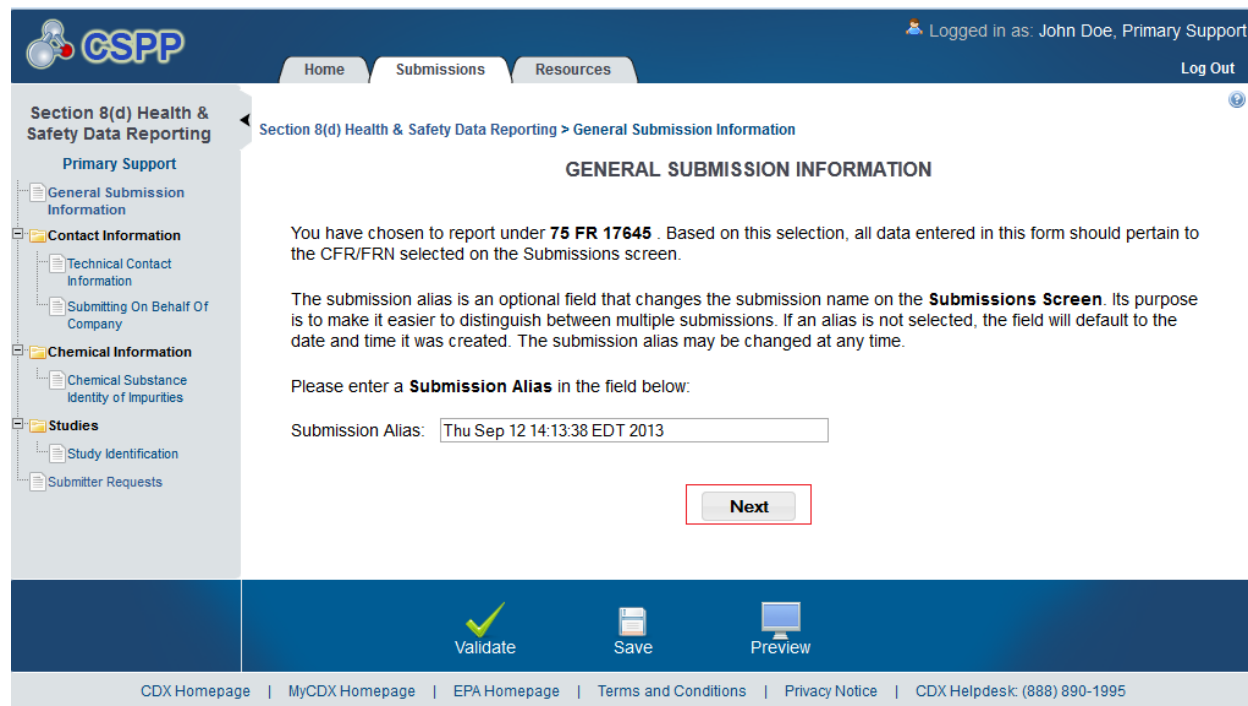 CSPP
Logged in as: John Doe, Primary Support
Home
Submissions
Resources
Log Out
Section 8(d) Health &
Safety Data Reporting
Primary Support
General Submission
Information
Contact Information
Technical Contact
Information
Submitting On Behalf Of
Company
Chemical Information
Chemical Substance
Identity of Impurities
Studies
Study Identification
Submitter Requests
Section 8(d) Health & Safety Data Reporting > General Submission Information
GENERAL SUBMISSION INFORMATION
You have chosen to report under 75 FR 17645 . Based on this selection, all data entered in this form should pertain to
the CFR/FRN selected on the Submissions screen.
The submission alias is an optional field that changes the submission name on the Submissions Screen. Its purpose
is to make it easier to distinguish between multiple submissions. If an alias is not selected, the field will default to the
date and time it was created. The submission alias may be changed at any time.
Please enter a Submission Alias in the field below:
Submission Alias: Thu Sep 12 14:13:38 EDT 2013
Next
Validate
Save
Preview
CDX Homepage | MyCDX Homepage | EPA Homepage | Terms and Conditions | Privacy Notice | CDX Helpdesk: (888) 890-1995